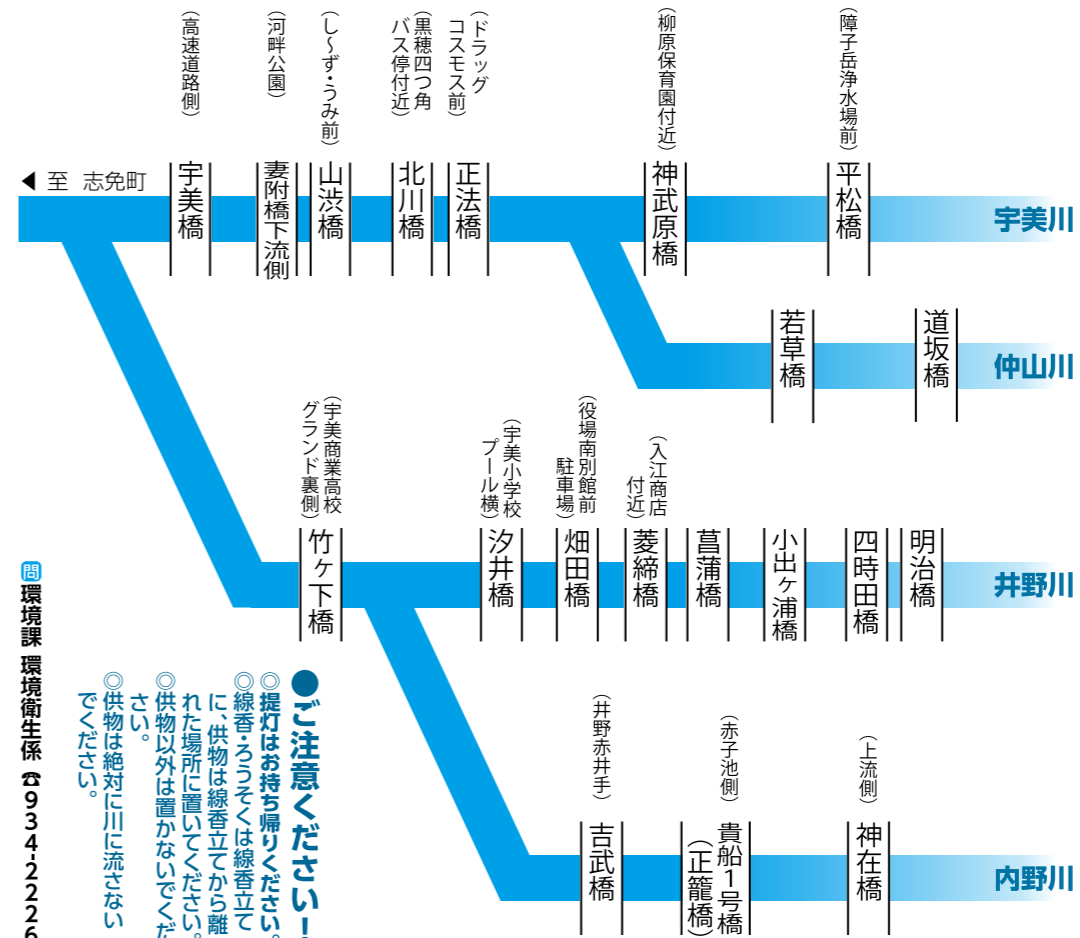 (高速道路側)
宇美橋
(河畔公園)
妻附橋下流側
(し～ず・うみ前)
山渋橋
(黒穂四つ角
バス停付近)
北川橋
(ドラッグ
コスモス前)
正法橋
(柳原保育園付近)
神武原橋
(障子岳浄水場前)
平松橋
宇美川
◀ 至 志免町
若草橋
道坂橋
仲山川
(宇美商業高校
グランド裏側)
竹ヶ下橋
(宇美小学校
プール横)
汐井橋
(役場南別館前
駐車場)
畑田橋
(入江商店
付近)
菱締橋
菖蒲橋
小出ヶ浦橋
四時田橋
明治橋
井野川
(井野赤井手)
吉武橋
(赤子池側)
貴船1号橋
(正籠橋)
(上流側)
神在橋
内野川
●ご注意ください！
◎提灯はお持ち帰りください。
◎線香・ろうそくは線香立て
に、供物は線香立てから離
れた場所に置いてください。
◎供物以外は置かないでくだ
さい。
◎供物は絶対に川に流さない
でください。
問環境課 環境衛生係 ☎934-2226